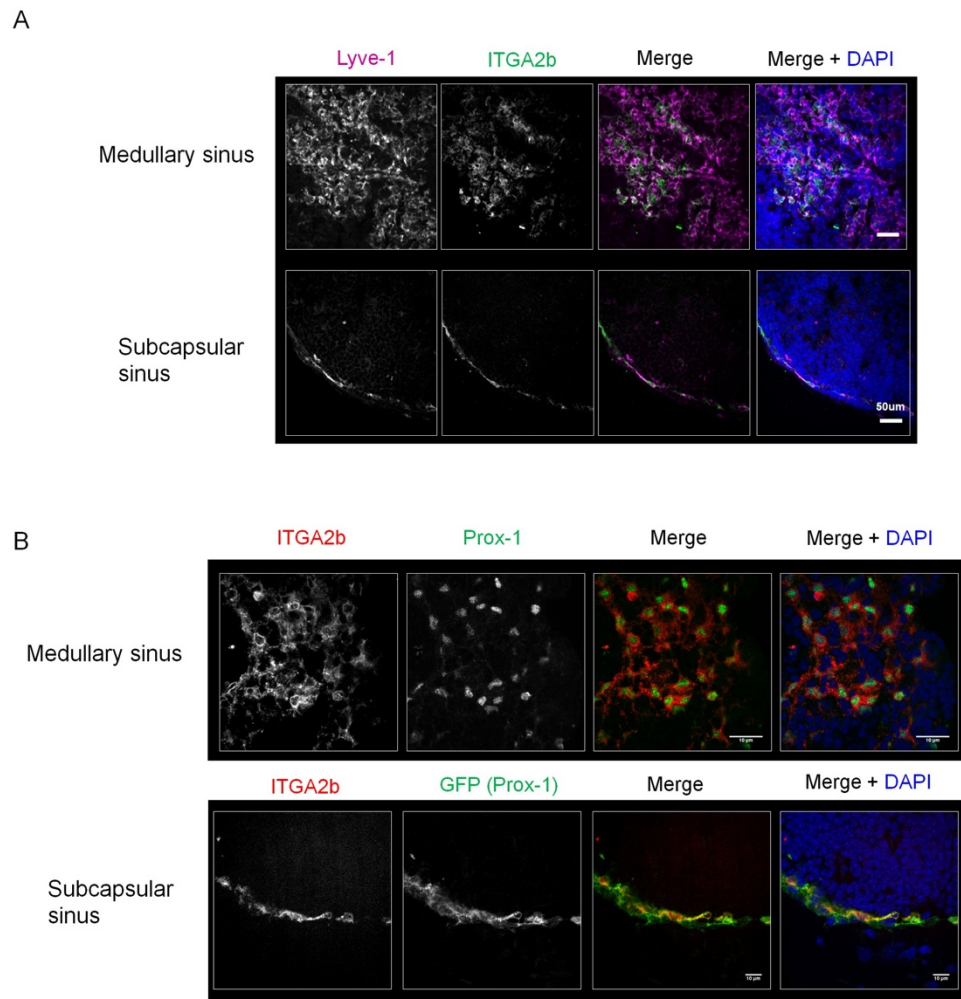 A
Lyve-1 ITGA2b Merge Merge + DAPI
Medullary sinus
Subcapsular
sinus
50um
B
ITGA2b Prox-1 Merge Merge + DAPI
Medullary sinus
10 µm 10 µm
ITGA2b GFP (Prox-1) Merge Merge + DAPI
Subcapsular
sinus
10 µm 10 µm